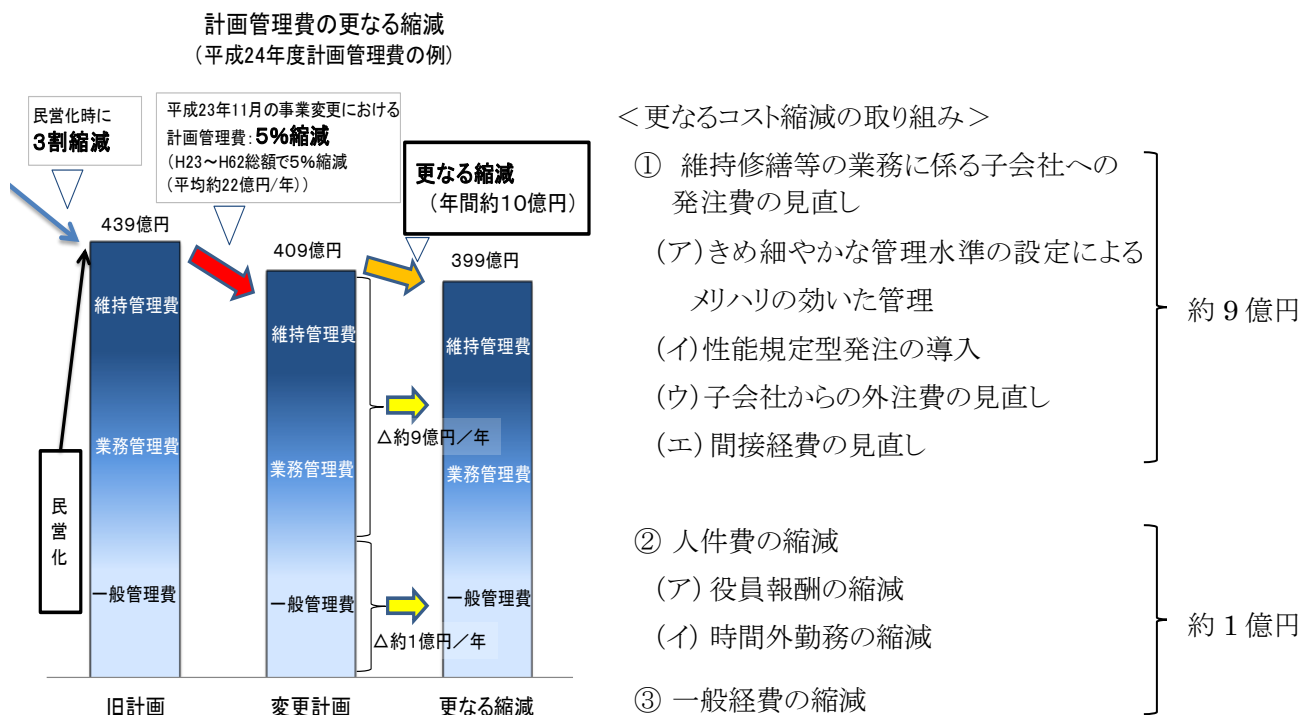 計画管理費の更なる縮減
(平成24年度計画管理費の例)
民営化時に
3割縮減
平成23年11月の事業変更における
計画管理費:5%縮減
(H23~H62総額で5%縮減
(平均約22億円/年))
更なる縮減
(年間約10億円)
439億円
409億円
399億円
維持管理費
業務管理費
一般管理費
維持管理費
業務管理費
一般管理費
維持管理費
業務管理費
一般管理費
民営化
△約9億円/年
△約1億円/年
旧計画
変更計画
更なる縮減
<更なるコスト縮減の取り組み>
① 維持修繕等の業務に係る子会社への
発注費の見直し
(ア)きめ細やかな管理水準の設定による
メリハリの効いた管理
(イ)性能規定型発注の導入
(ウ)子会社からの外注費の見直し
(エ)間接経費の見直し
約9億円
② 人件費の縮減
(ア)役員報酬の縮減
(イ)時間外勤務の縮減
③ 一般経費の縮減
約1億円